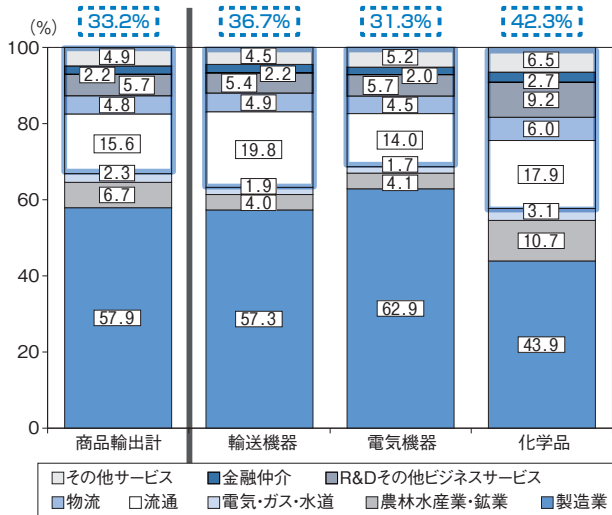 33.2% 36.7% 31.3% 42.3%
(%)
100
80
60
40
20
0
4.9 4.5 5.2 6.5
2.2 2.2 2.0 2.7
5.7 5.4 5.7 9.2
4.8 4.9 4.5 6.0
15.6 19.8 14.0 17.9
2.3 1.9 1.7 3.1
6.7 4.0 4.1 10.7
57.9 57.3 62.9 43.9
商品輸出計 輸送機器 電気機器 化学品
その他サービス 金融仲介 R&Dその他ビジネスサービス
物流 流通 電気・ガス・水道 農林水産業・鉱業 製造業